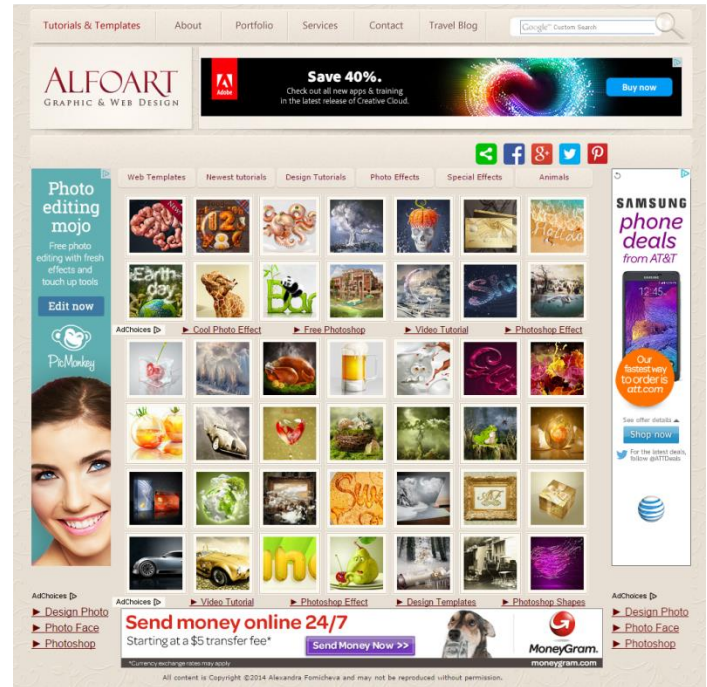 Tutorials & Templates
About
Portfolio
Services
Contact
Travel Blog
Google™ Custom Search
ALFOART
GRAPHIC & WEB DESIGN
Adobe
Save 40%.
Check out all new apps & training
in the latest release of Creative Cloud.
Buy now
Photo
editing
mojo
Free photo
editing with fresh
effects and
touch up tools
Edit now
PicMonkey
Web Templates
Newest tutorials
Design Tutorials
Photo Effects
Special Effects
Animals
New
Earth
day
AdChoices
► Cool Photo Effect
► Free Photoshop
► Video Tutorial
► Photoshop Effect
AdChoices
► Video Tutorial
► Photoshop Effect
► Design Templates
► Photoshop Shapes
SAMSUNG
phone
deals
from AT&T
12:45
Our
fastest way
to order is
att.com
See offer details
Shop now
For the latest deals,
follow @ATTDeals
at&t
AdChoices
► Design Photo
► Photo Face
► Photoshop
Send money online 24/7
Starting at a $5 transfer fee*
Send Money Now >>
*Currency exchange rates may apply
MoneyGram.
moneygram.com
AdChoices
► Design Photo
► Photo Face
► Photoshop
All content is Copyright ©2014 Alexandra Fomicheva and may not be reproduced without permission.